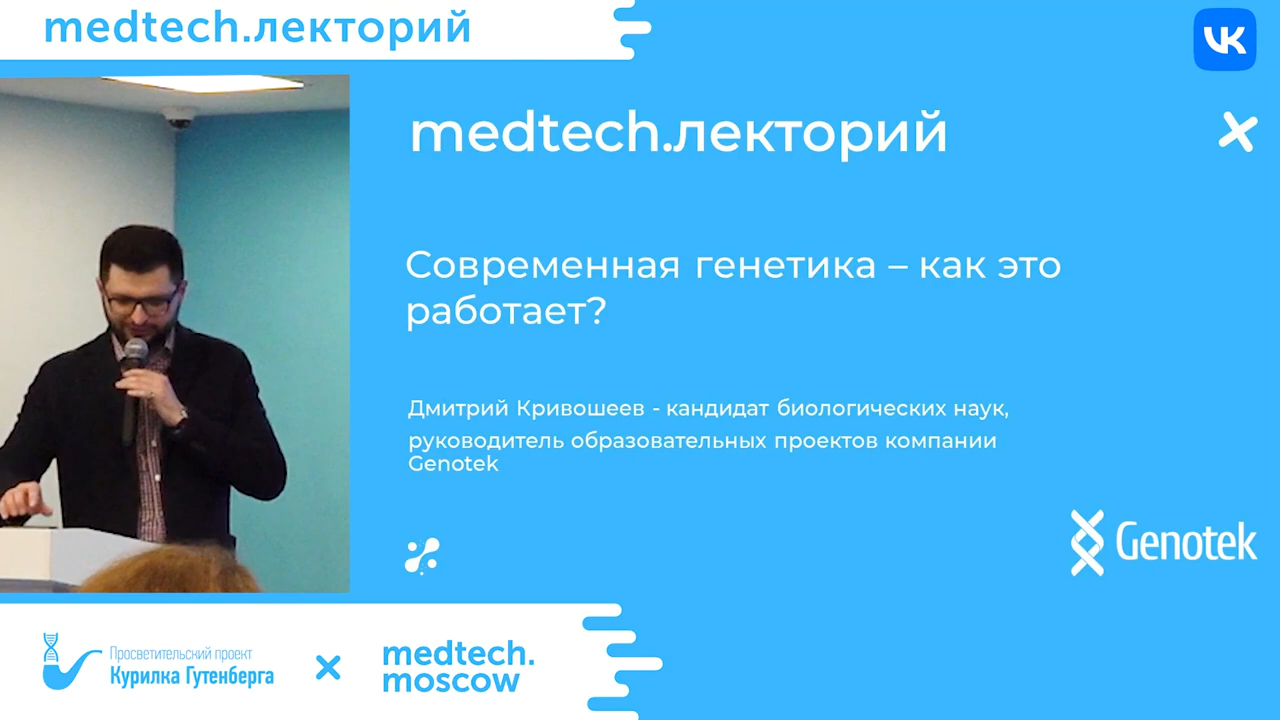 medtech.лекторий
VK
medtech.лекторий
Современная генетика – как это
работает?
Дмитрий Кривошеев - кандидат биологических наук,
руководитель образовательных проектов компании
Genotek
Genotek
Просветительский проект
Курилка Гутенберга
medtech.
moscow